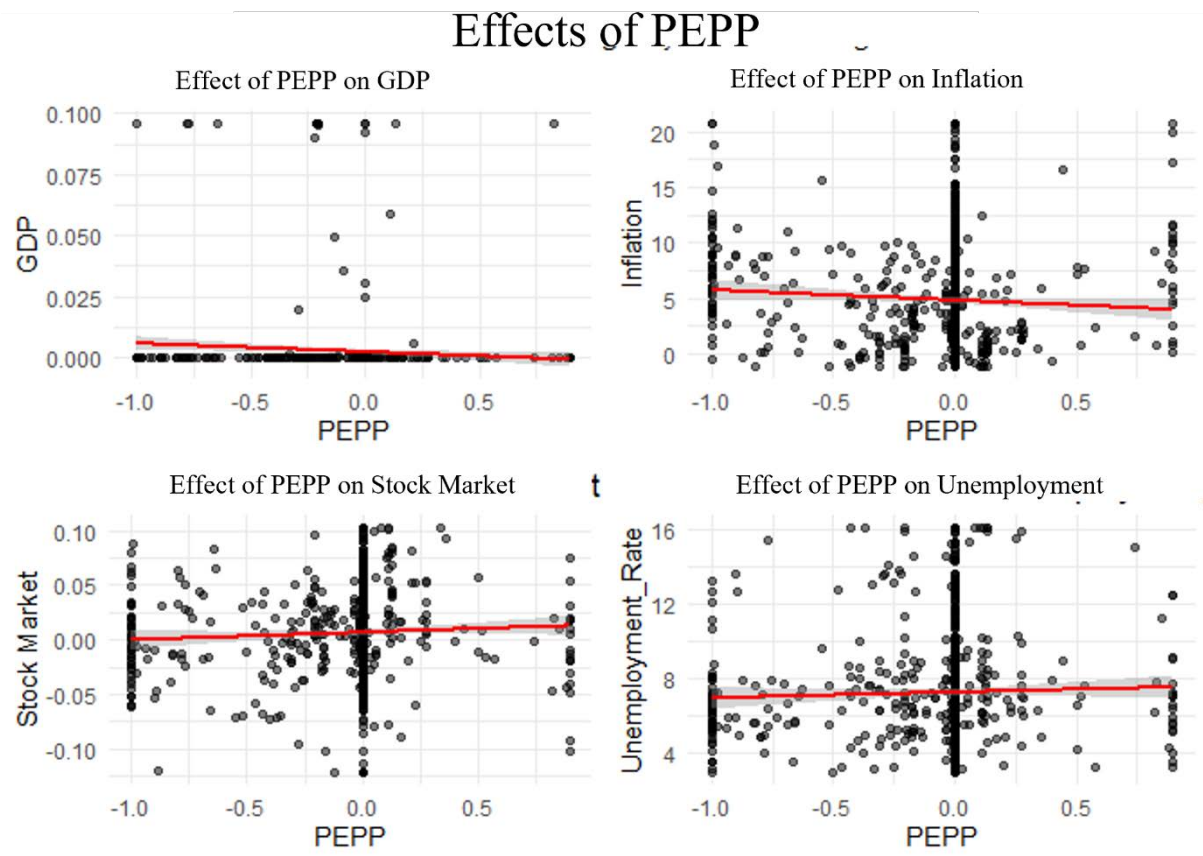 Effects of PEPP
Effect of PEPP on GDP
0.100
0.075
0.050
0.025
0.000
GDP
-1.0 -0.5 0.0 0.5
PEPP
Effect of PEPP on Inflation
20
15
10
5
0
Inflation
-1.0 -0.5 0.0 0.5
PEPP
Effect of PEPP on Stock Market
t
0.10
0.05
0.00
-0.05
-0.10
Stock Market
-1.0 -0.5 0.0 0.5
PEPP
Effect of PEPP on Unemployment
16
12
8
4
Unemployment_Rate
-1.0 -0.5 0.0 0.5
PEPP